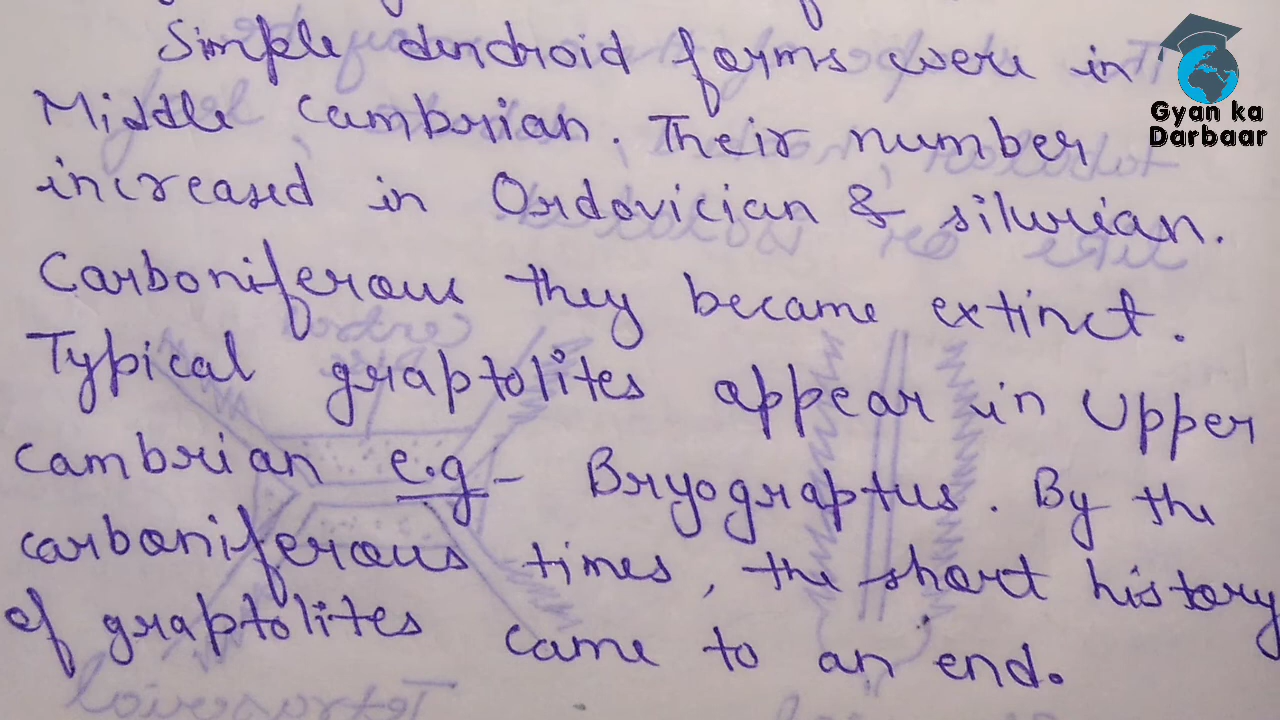 Simple dendroid forms were in
Middle Cambrian. Their number
increased in Ordovician & silurian.
Carboniferous they became extinct.
Typical graptolites appear in Upper
Cambrian e.g- Bryograptus. By the
carboniferous times, the short history
of graptolites came to an end.
Gyan ka
Darbaar